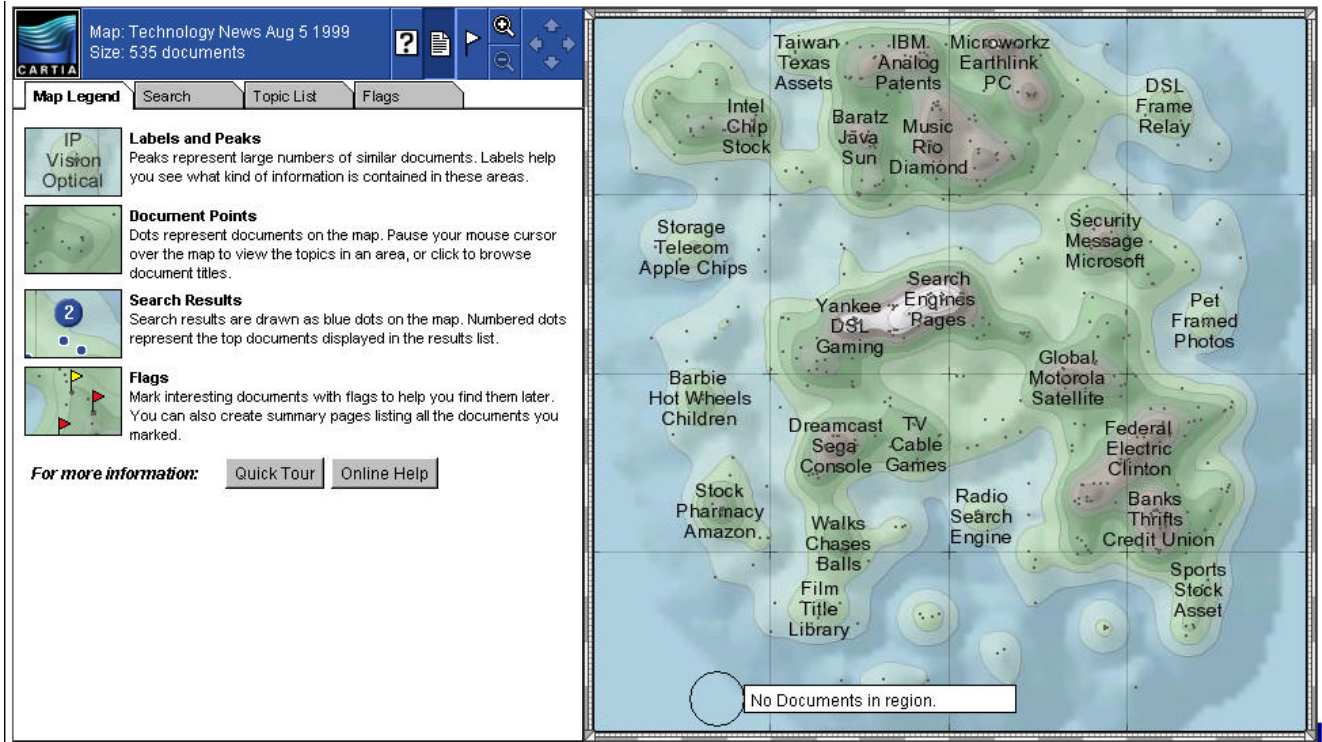 Map: Technology News Aug 5 1999
Size: 535 documents
?
CARTIA
Map Legend
Search
Topic List
Flags
IP
Vision
Optical
Labels and Peaks
Peaks represent large numbers of similar documents. Labels help
you see what kind of information is contained in these areas.
Document Points
Dots represent documents on the map. Pause your mouse cursor
over the map to view the topics in an area, or click to browse
document titles.
2
Search Results
Search results are drawn as blue dots on the map. Numbered dots
represent the top documents displayed in the results list.
Flags
Mark interesting documents with flags to help you find them later.
You can also create summary pages listing all the documents you
marked.
For more information:
Quick Tour
Online Help
Taiwan
Texas
Assets
IBM
Analog
Patents
Microworkz
Earthlink
PC
DSL
Frame
Relay
Intel
Chip
Stock
Baratz
Java
Sun
Music
Rio
Diamond
Storage
Telecom
Apple Chips
Security
Message
Microsoft
Search
Engines
Rages
Yankee
DSL
Gaming
Pet
Framed
Photos
Global
Motorola
Satellite
Barbie
Hot Wheels
Children
Dreamcast
Sega
Console
TV
Cable
Games
Federal
Electric
Clinton
Stock
Pharmacy
Amazon
Walks
Chases
Balls
Radio
Search
Engine
Banks
Thrifts
Credit Union
Film
Title
Library
Sports
Stock
Asset
No Documents in region.